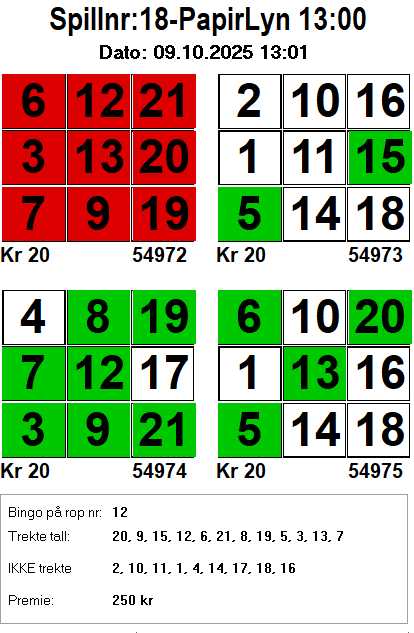 Spillnr:18-PapirLyn 13:00
Dato: 09.10.2025 13:01
6 12 21
3 13 20
7 9 19
Kr 20 54972
2 10 16
1 11 15
5 14 18
Kr 20 54973
4 8 19
7 12 17
3 9 21
Kr 20 54974
6 10 20
1 13 16
5 14 18
Kr 20 54975
Bingo på rop nr: 12
Trekte tall: 20, 9, 15, 12, 6, 21, 8, 19, 5, 3, 13, 7
IKKE trekte 2, 10, 11, 1, 4, 14, 17, 18, 16
Premie: 250 kr